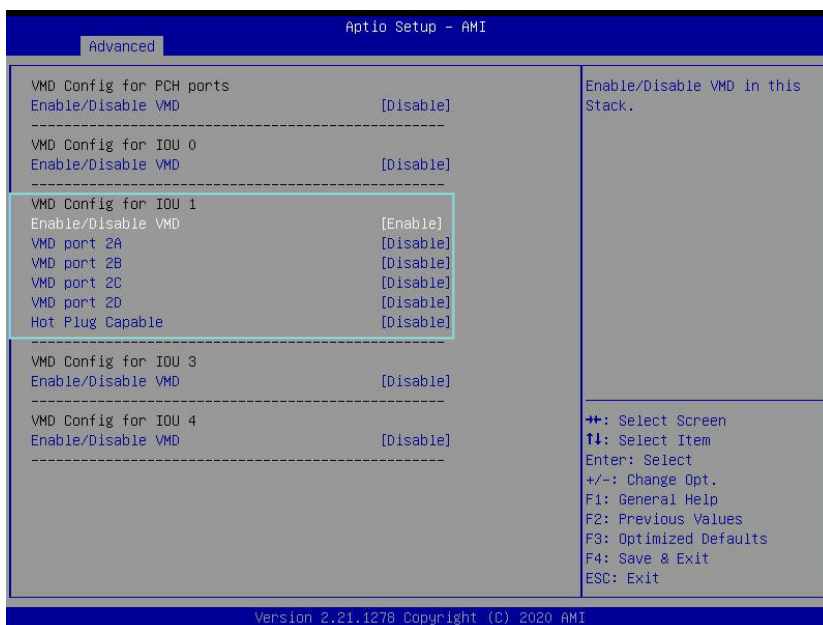 Aptio Setup – AMI
Advanced
VMD Config for PCH ports
Enable/Disable VMD [Disable]
VMD Config for IOU 0
Enable/Disable VMD [Disable]
VMD Config for IOU 1
Enable/Disable VMD [Enable]
VMD port 2A [Disable]
VMD port 2B [Disable]
VMD port 2C [Disable]
VMD port 2D [Disable]
Hot Plug Capable [Disable]
VMD Config for IOU 3
Enable/Disable VMD [Disable]
VMD Config for IOU 4
Enable/Disable VMD [Disable]
Enable/Disable VMD in this
Stack.
→←: Select Screen
↑↓: Select Item
Enter: Select
+/-: Change Opt.
F1: General Help
F2: Previous Values
F3: Optimized Defaults
F4: Save & Exit
ESC: Exit
Version 2.21.1278 Copyright (C) 2020 AMI